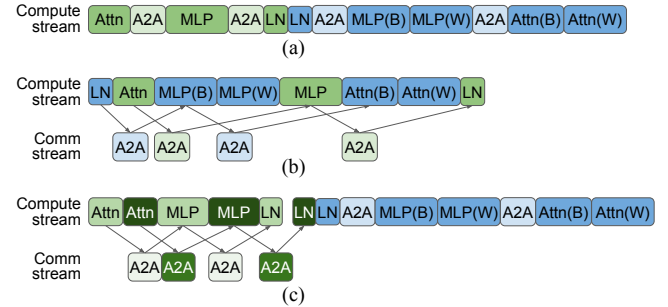 Compute stream
Attn A2A MLP A2A LN LN A2A MLP(B) MLP(W) A2A Attn(B) Attn(W)
(a)
Compute stream
LN Attn MLP(B) MLP(W) MLP Attn(B) Attn(W) LN
Comm stream
A2A A2A A2A A2A
(b)
Compute stream
Attn Attn MLP MLP LN LN LN A2A MLP(B) MLP(W) A2A Attn(B) Attn(W)
Comm stream
A2A A2A A2A A2A
(c)